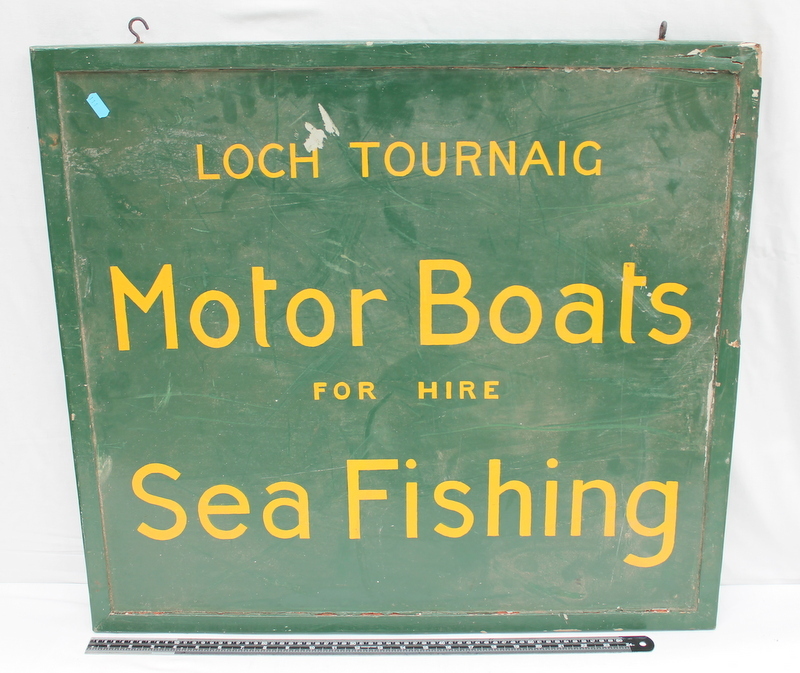 LOCH TOURNAIG
Motor Boats
FOR HIRE
Sea Fishing